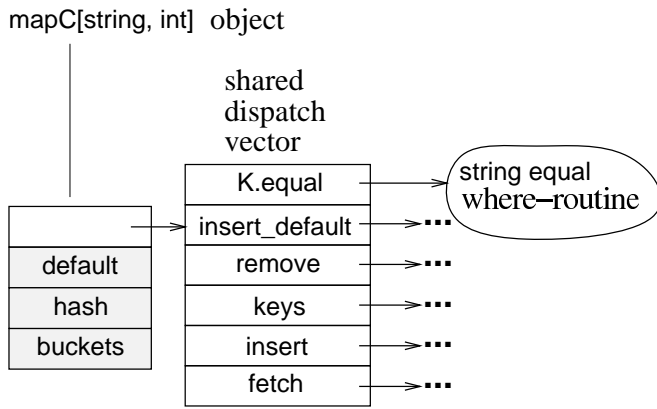 mapC[string, int] object
shared
dispatch
vector
K.equal
string equal
where–routine
insert_default
...
default
remove
...
hash
keys
...
buckets
insert
...
fetch
...